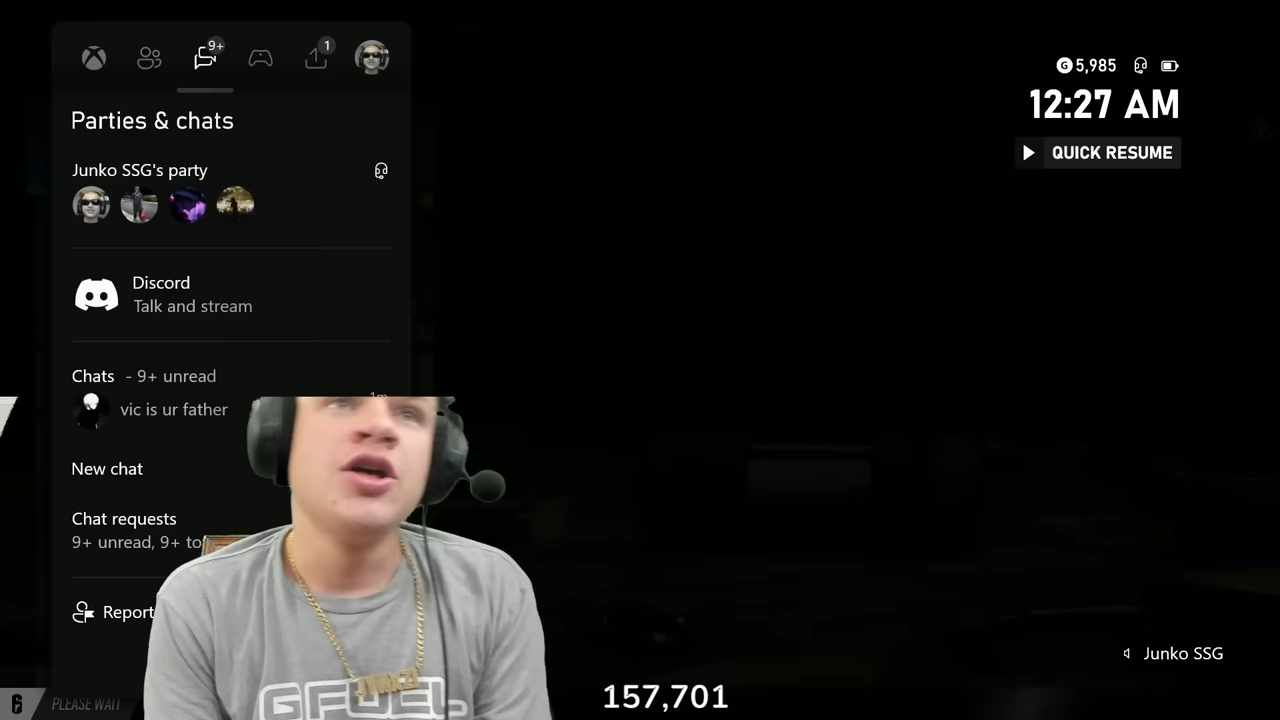 9+
1
5,985
12:27 AM
QUICK RESUME
Parties & chats
Junko SSG's party
Discord
Talk and stream
Chats - 9+ unread
1m
vic is ur father
New chat
Chat requests
9+ unread, 9+ to
Report
Junko SSG
GFUEL
157,701
PLEASE WAIT